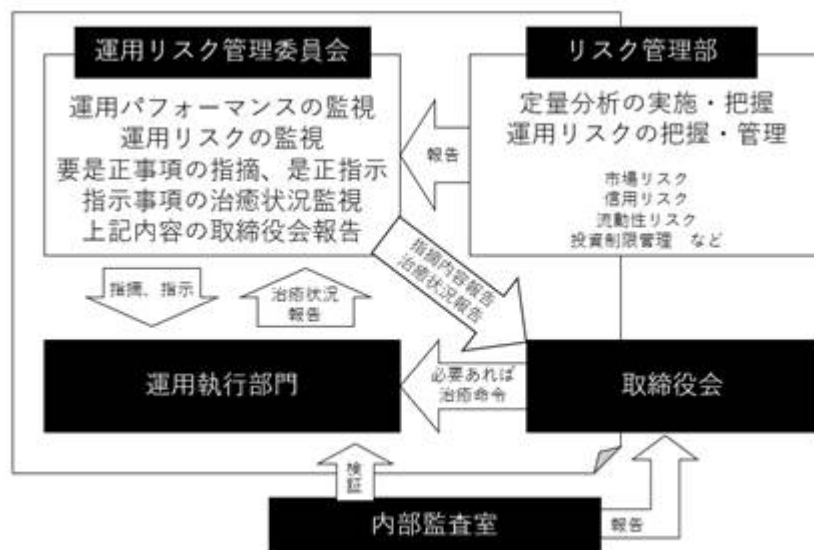 運用リスク管理委員会
運用パフォーマンスの監視
運用リスクの監視
要是正事項の指摘、是正指示
指示事項の治癒状況監視
上記内容の取締役会報告
リスク管理部
定量分析の実施・把握
運用リスクの把握・管理
市場リスク
信用リスク
流動性リスク
投資制限管理 など
報告
指摘内容報告
治癒状況報告
指摘、指示
治癒状況
報告
運用執行部門
必要あれば
治癒命令
取締役会
検証
内部監査室
報告